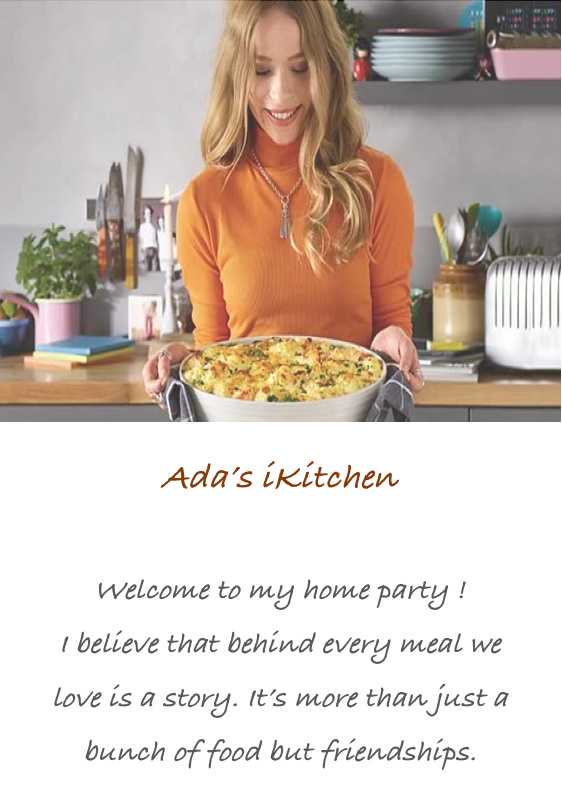 Ada's iKitchen
Welcome to my home party !
I believe that behind every meal we
love is a story. It's more than just a
bunch of food but friendships.